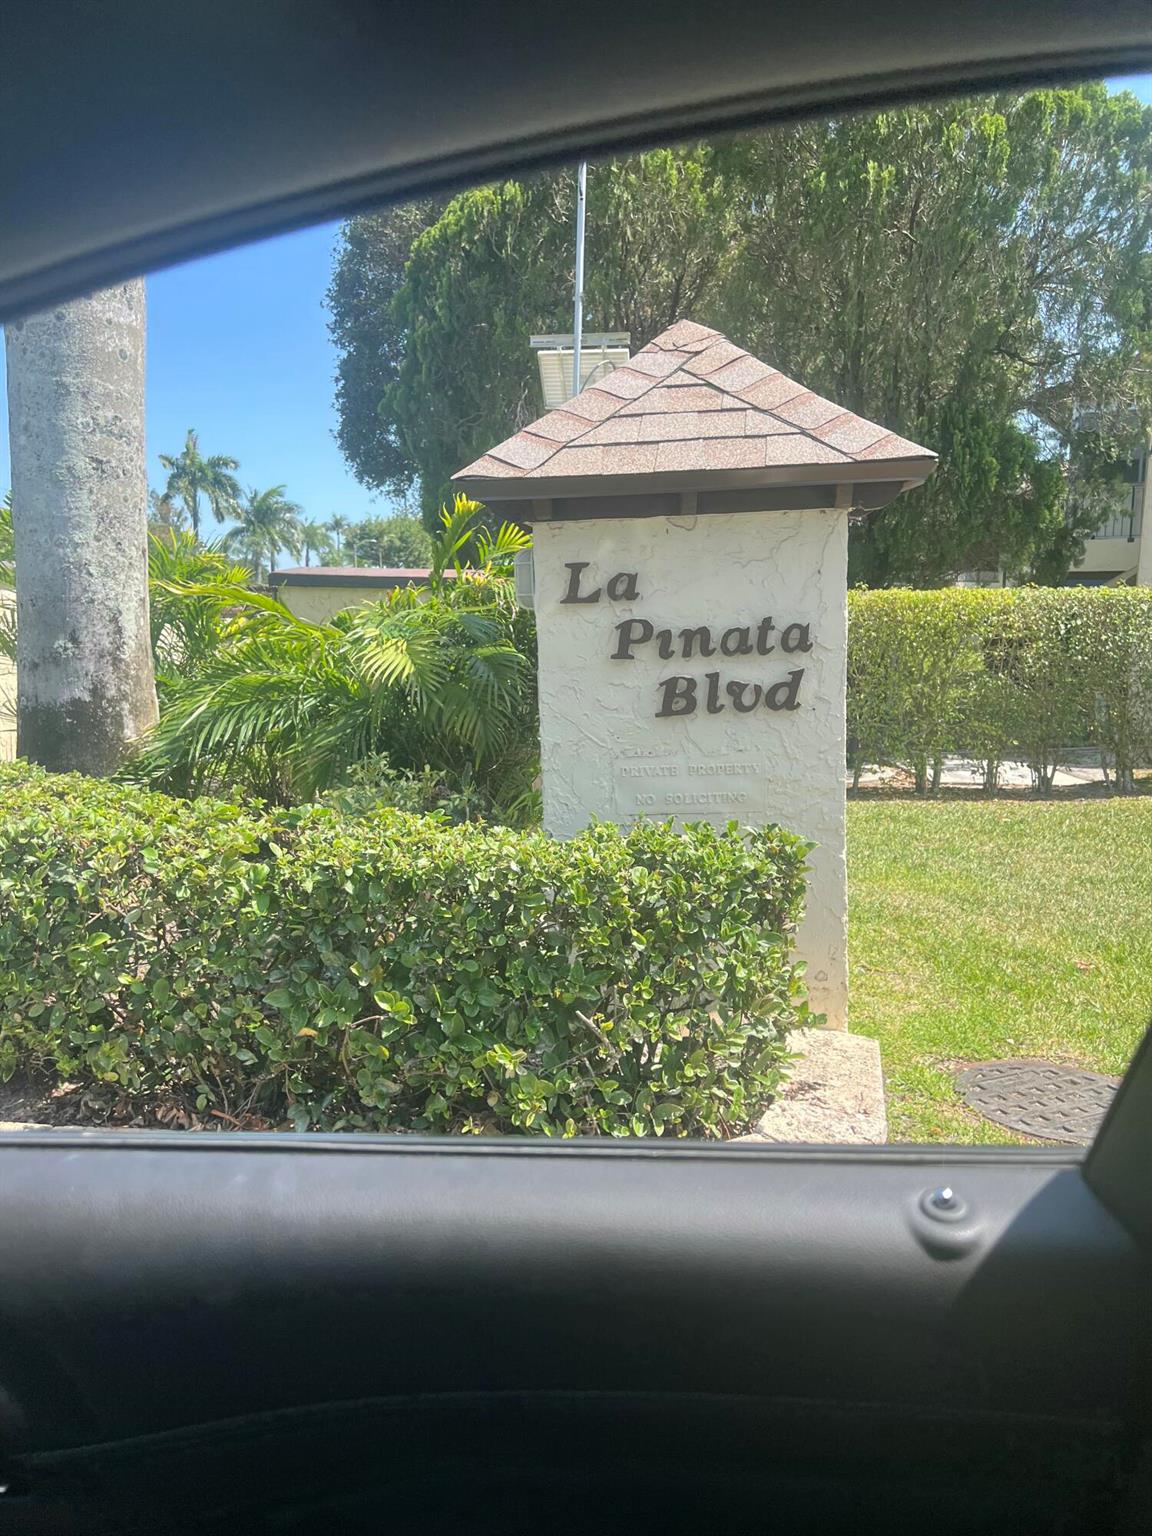 La
Pinata
Blvd
PRIVATE PROPERTY
NO SOLICITING